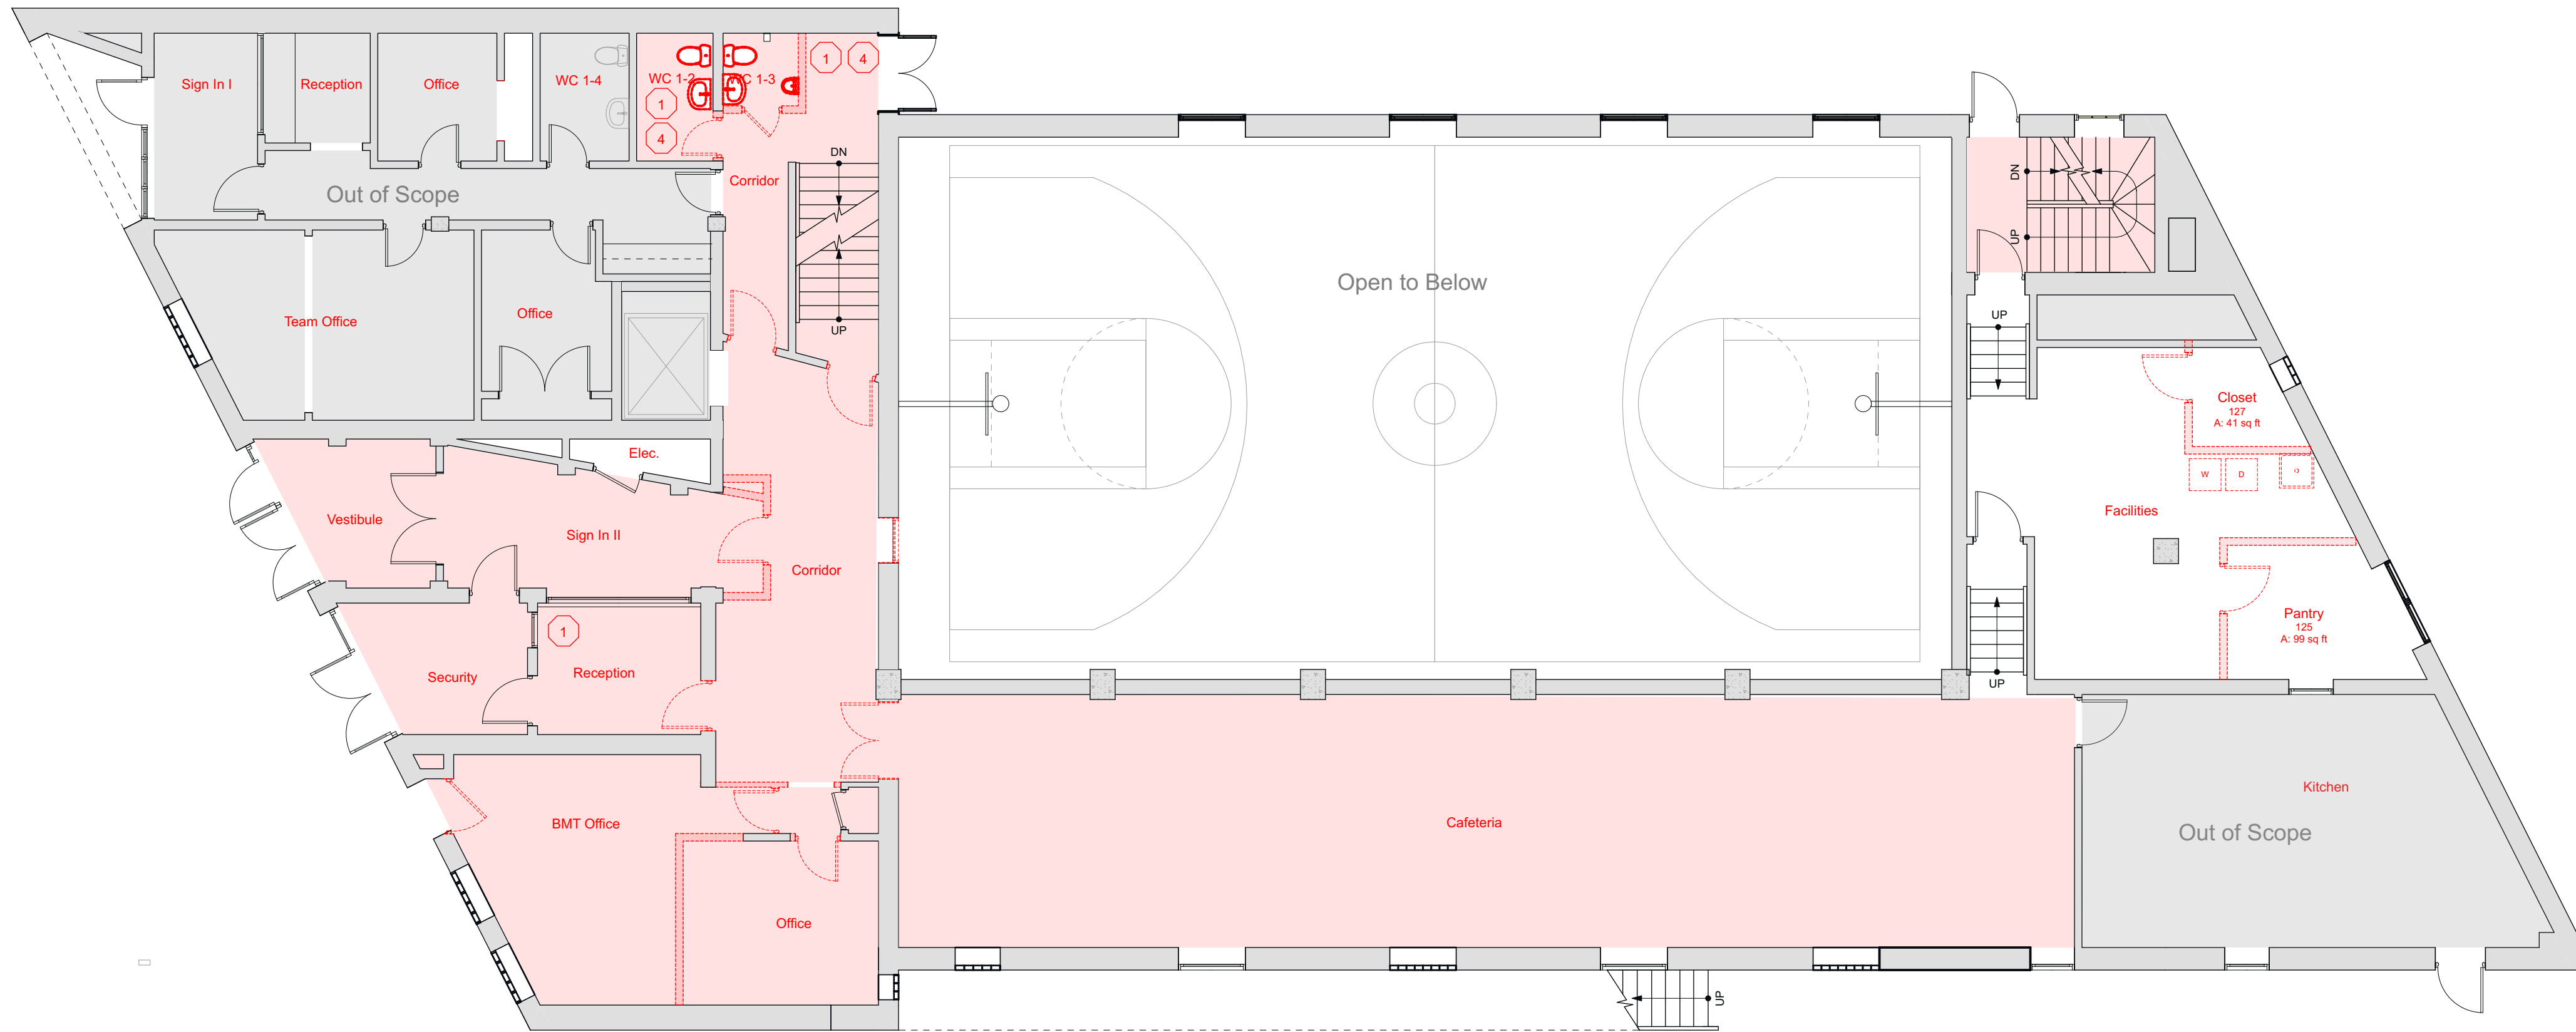 Sign In I
Reception
Office
WC 1-4
WC 1-2
WC 1-3
1
4
1
4
Out of Scope
Corridor
DN
UP
Team Office
Office
Open to Below
DN
UP
UP
Closet
127
A: 41 sq ft
W
D
Elec.
Vestibule
Sign In II
Facilities
Corridor
1
Security
Reception
Pantry
125
A: 99 sq ft
UP
BMT Office
Cafeteria
Kitchen
Out of Scope
Office
UP